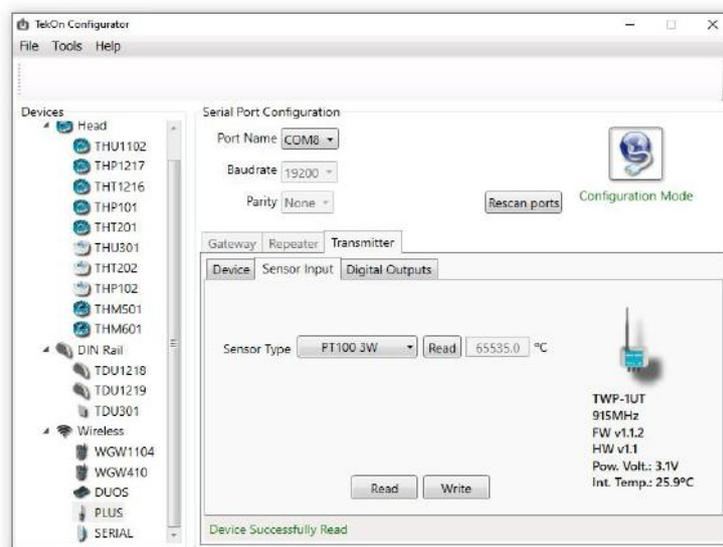 TekOn Configurator
File Tools Help
Devices
Head
THU1102
THP1217
THT1216
THP101
THT201
THU301
THT202
THP102
THM501
THM601
DIN Rail
TDU1218
TDU1219
TDU301
Wireless
WGW1104
WGW410
DUOS
PLUS
SERIAL
Serial Port Configuration
Port Name COM8
Baudrate 19200
Parity None
Rescan ports
Configuration Mode
Gateway Repeater Transmitter
Device Sensor Input Digital Outputs
Sensor Type PT100 3W Read 65535.0 ºC
TWP-1UT
915MHz
FW v1.1.2
HW v1.1
Pow. Volt.: 3.1V
Int. Temp.: 25.9ºC
Read Write
Device Successfully Read